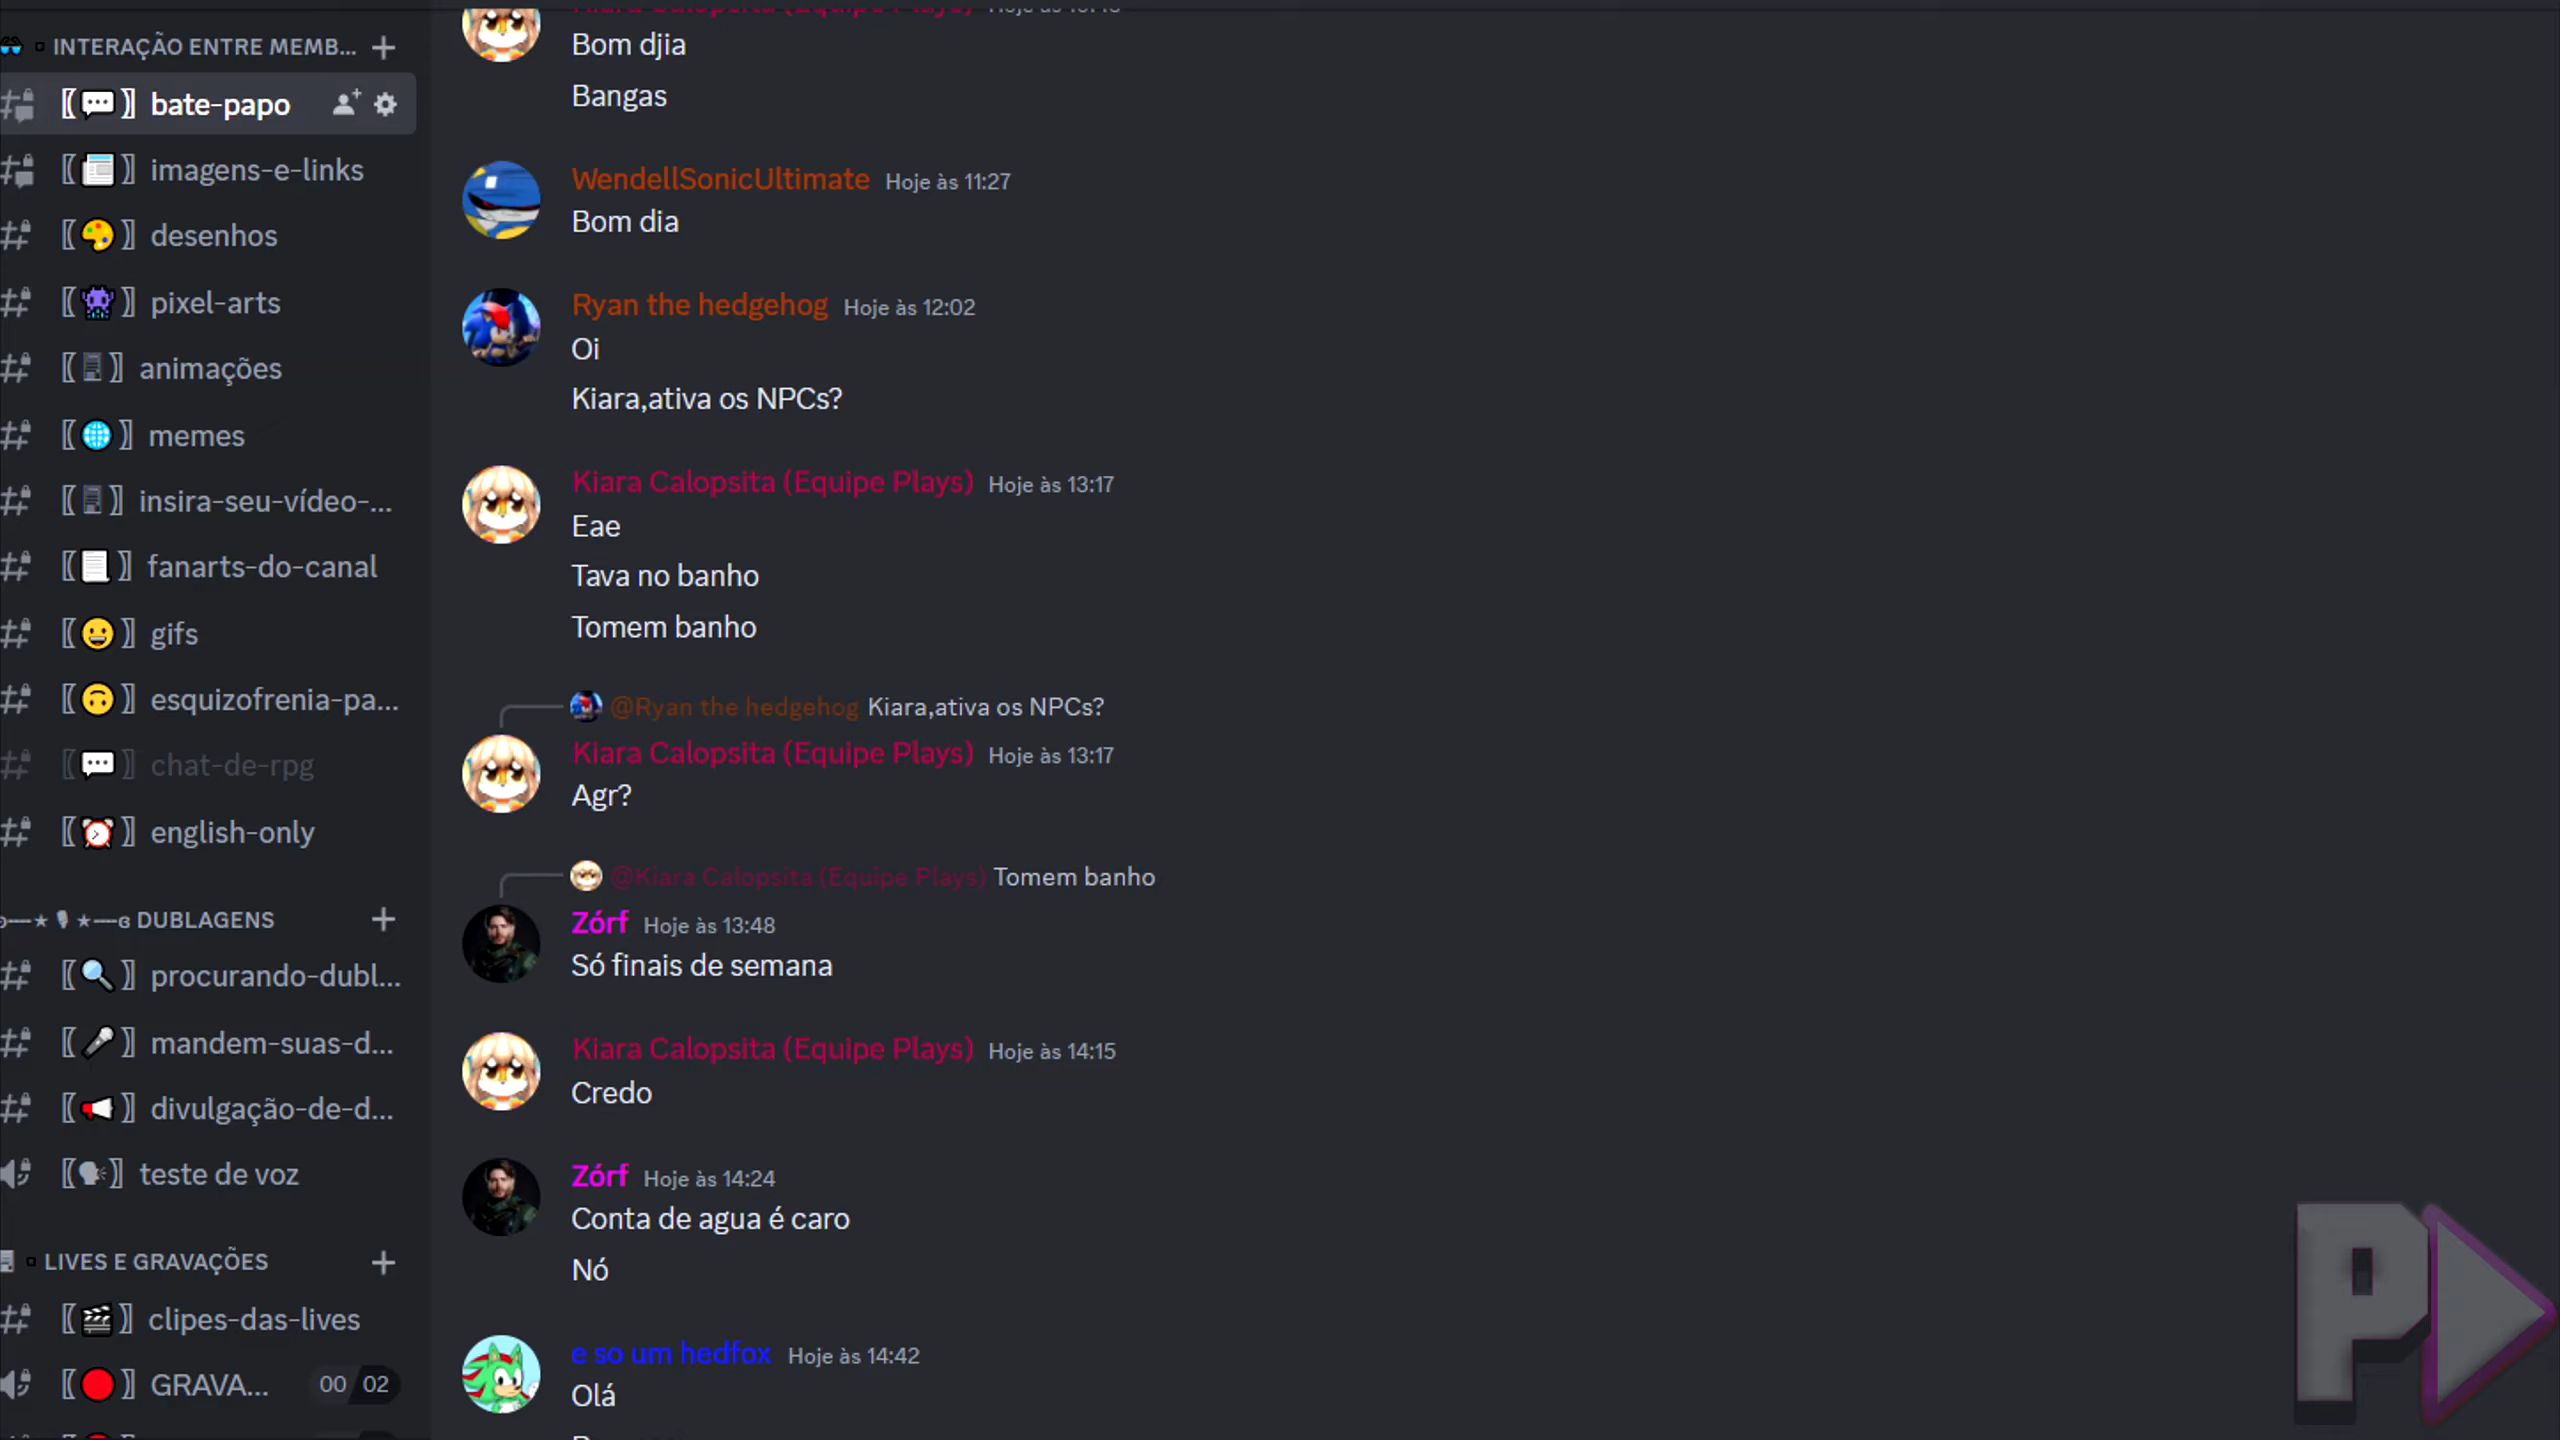 INTERAÇÃO ENTRE MEMB...
bate-papo
imagens-e-links
desenhos
pixel-arts
animações
memes
insira-seu-vídeo-...
fanarts-do-canal
gifs
esquizofrenia-pa...
chat-de-rpg
english-only
DUBLAGENS
procurando-dubl...
mandem-suas-d...
divulgação-de-d...
teste de voz
LIVES E GRAVAÇÕES
clipes-das-lives
GRAVA... 00 02
Kiara Calopsita (Equipe Plays)
Bom djia
Bangas
WendellSonicUltimate Hoje às 11:27
Bom dia
Ryan the hedgehog Hoje às 12:02
Oi
Kiara,ativa os NPCs?
Kiara Calopsita (Equipe Plays) Hoje às 13:17
Eae
Tava no banho
Tomem banho
@Ryan the hedgehog Kiara,ativa os NPCs?
Kiara Calopsita (Equipe Plays) Hoje às 13:17
Agr?
@Kiara Calopsita (Equipe Plays) Tomem banho
Zórf Hoje às 13:48
Só finais de semana
Kiara Calopsita (Equipe Plays) Hoje às 14:15
Credo
Zórf Hoje às 14:24
Conta de agua é caro
Nó
e so um hedfox Hoje às 14:42
Olá
P